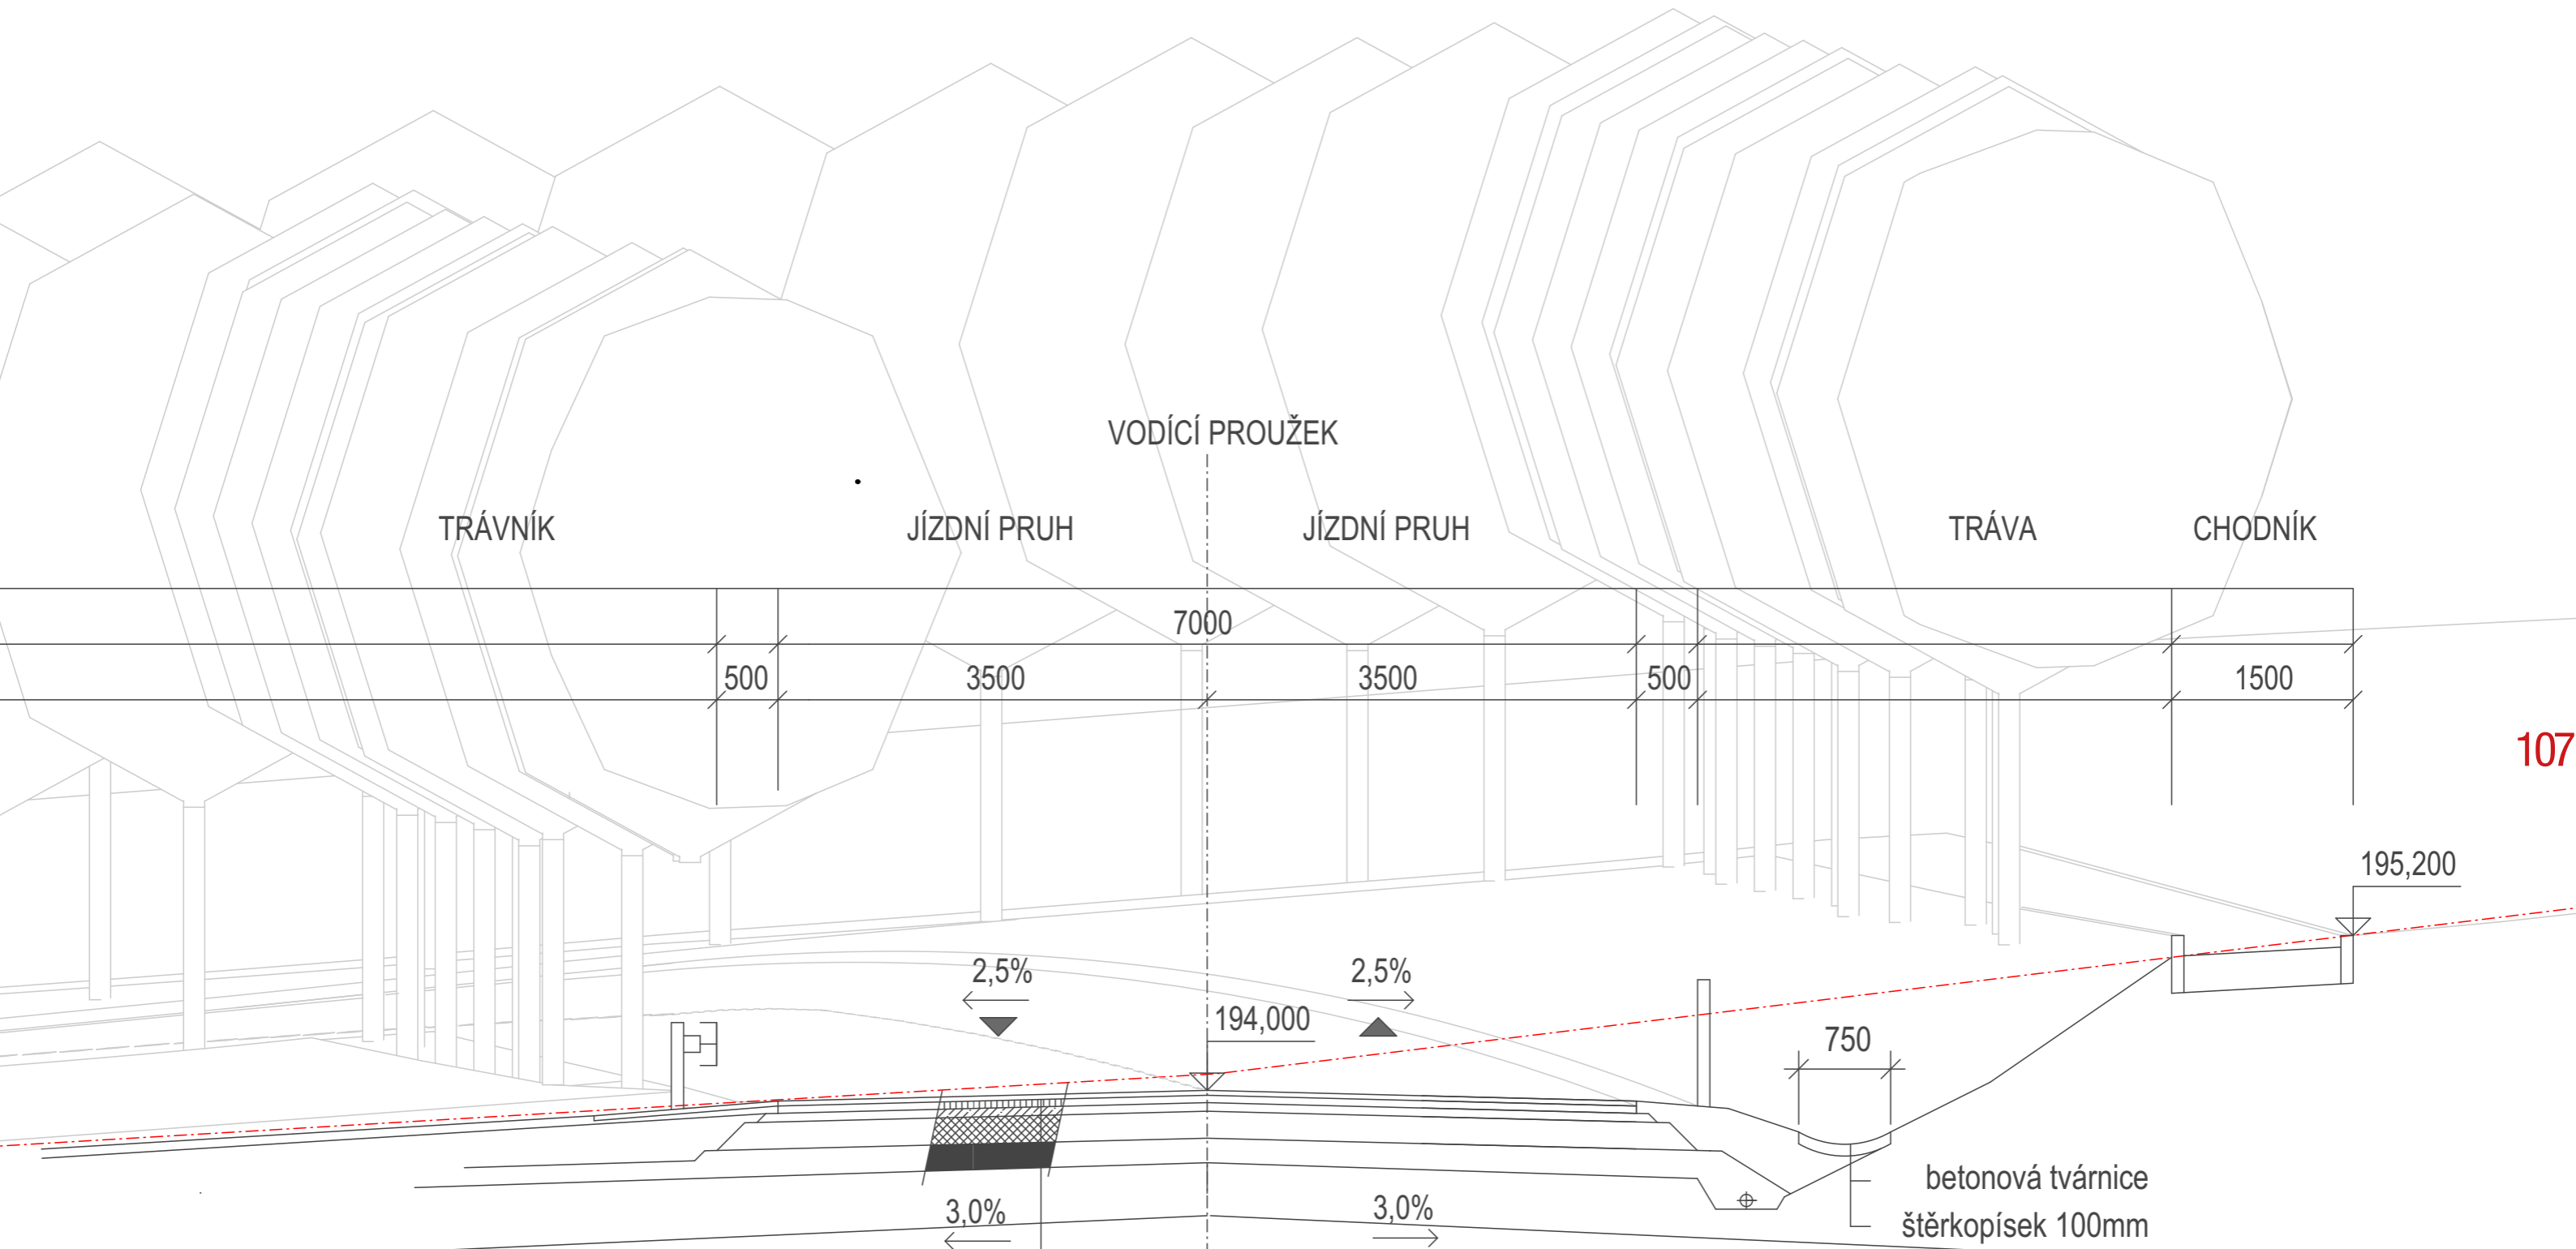 VODÍCÍ PROUŽEK
TRÁVNÍK JÍZDNÍ PRUH JÍZDNÍ PRUH TRÁVA CHODNÍK
7000
500 3500 3500 500 1500
107
195,200
2,5% 2,5%
194,000 750
betonová tvárnice
3,0% 3,0% štěrkopísek 100mm